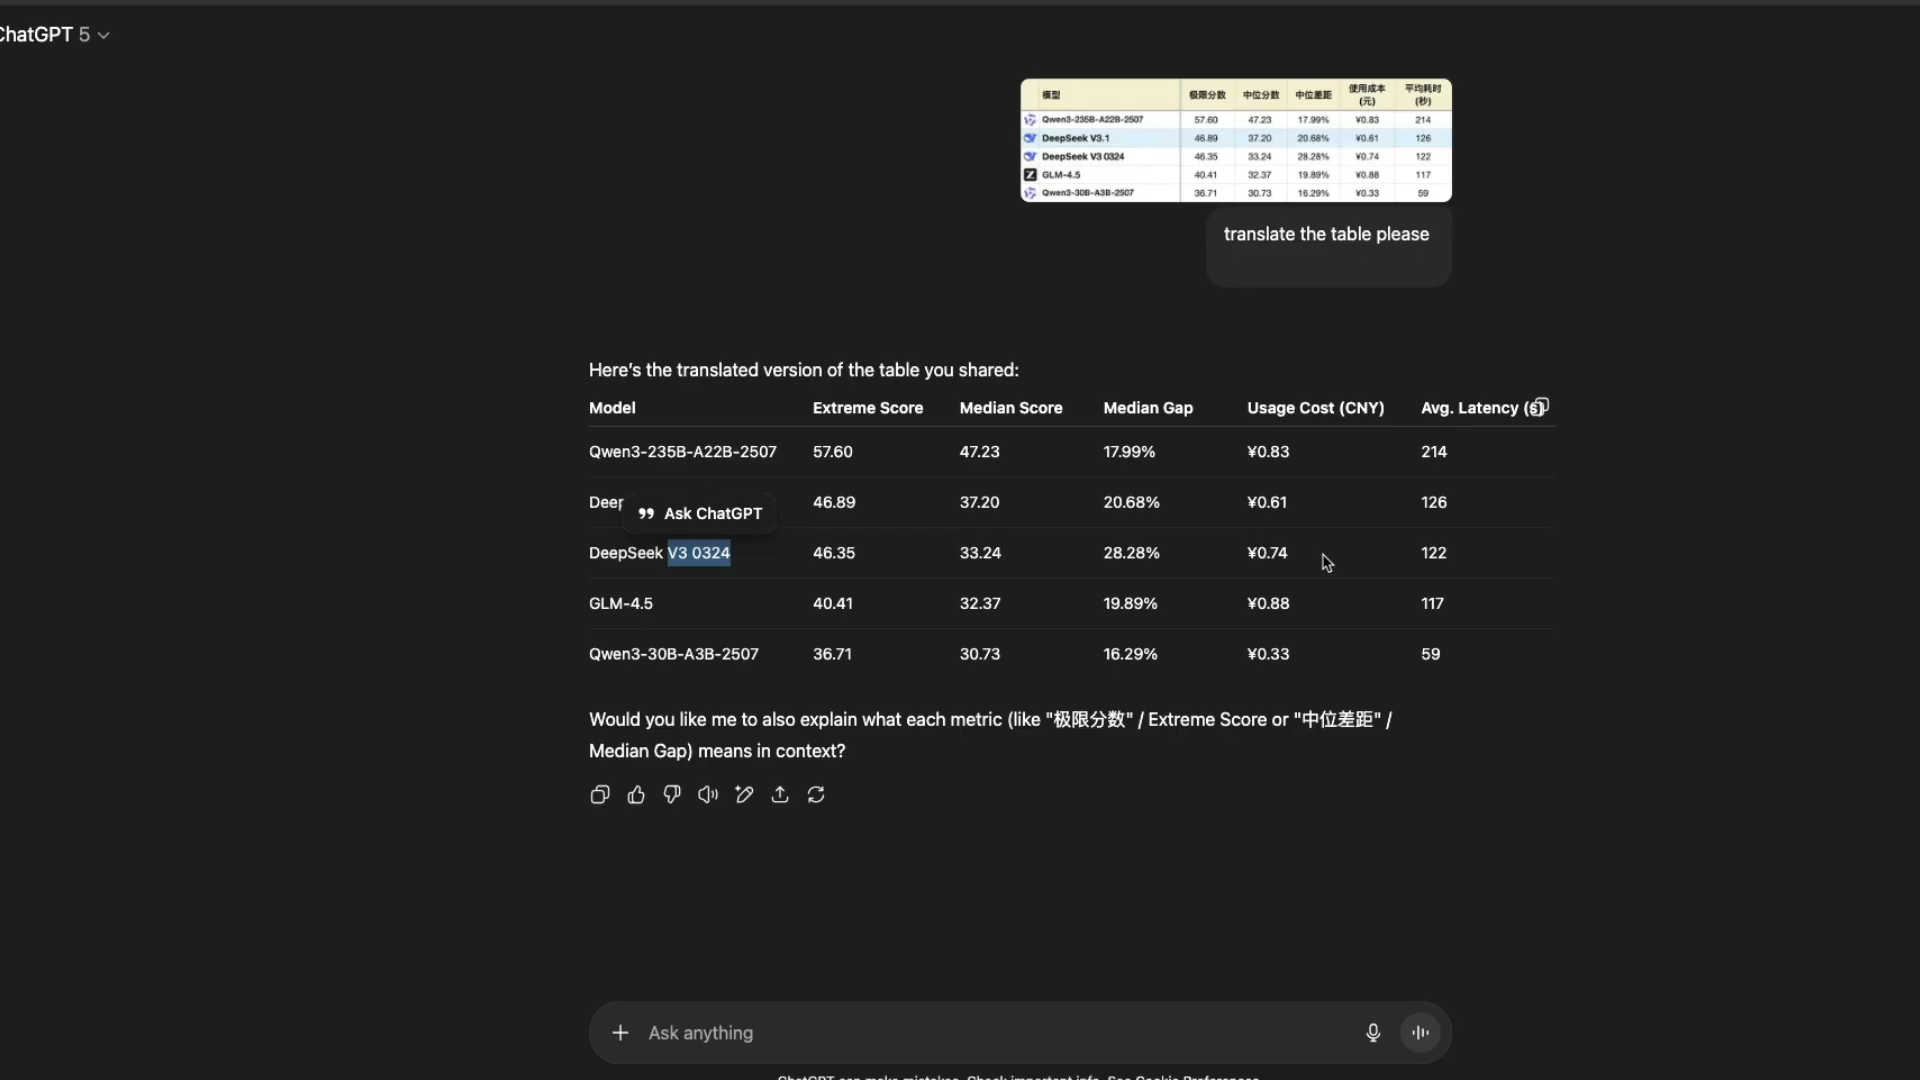 ChatGPT 5
模型 极限分数 中位分数 中位差距 使用成本 (元) 平均耗时 (秒)
Qwen3-235B-A22B-2507 57.60 47.23 17.99% ¥0.83 214
DeepSeek V3.1 46.89 37.20 20.68% ¥0.61 126
DeepSeek V3 0324 46.35 33.24 28.28% ¥0.74 122
GLM-4.5 40.41 32.37 19.89% ¥0.88 117
Qwen3-30B-A3B-2507 36.71 30.73 16.29% ¥0.33 59
translate the table please
Here's the translated version of the table you shared:
Model Extreme Score Median Score Median Gap Usage Cost (CNY) Avg. Latency (s)
Qwen3-235B-A22B-2507 57.60 47.23 17.99% ¥0.83 214
Deep 46.89 37.20 20.68% ¥0.61 126
Ask ChatGPT
DeepSeek V3 0324 46.35 33.24 28.28% ¥0.74 122
GLM-4.5 40.41 32.37 19.89% ¥0.88 117
Qwen3-30B-A3B-2507 36.71 30.73 16.29% ¥0.33 59
Would you like me to also explain what each metric (like "极限分数" / Extreme Score or "中位差距" /
Median Gap) means in context?
Ask anything
ChatGPT can make mistakes. Check important info. See Cookie Preferences.